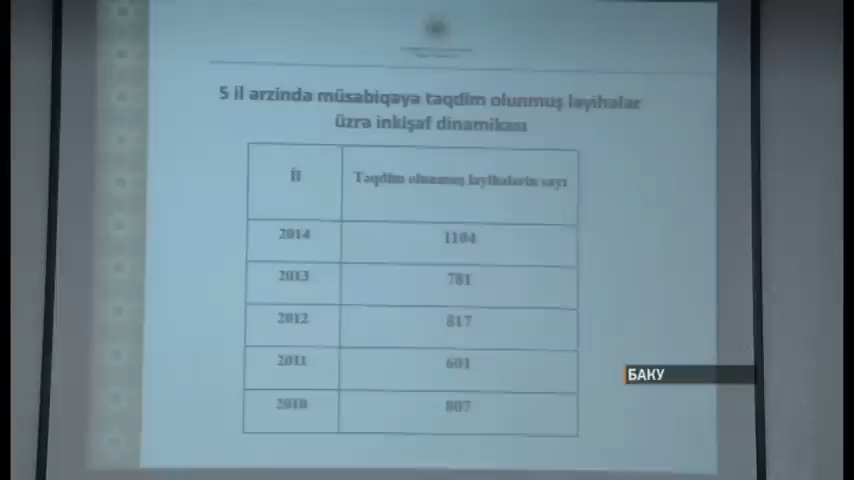 5 il ərzində müsabiqəyə təqdim olunmuş layihələr
üzrə inkişaf dinamikası
İl Təqdim olunmuş layihələrin sayı
2014 1104
2013 781
2012 817
2011 601
2010 807
БАКУ